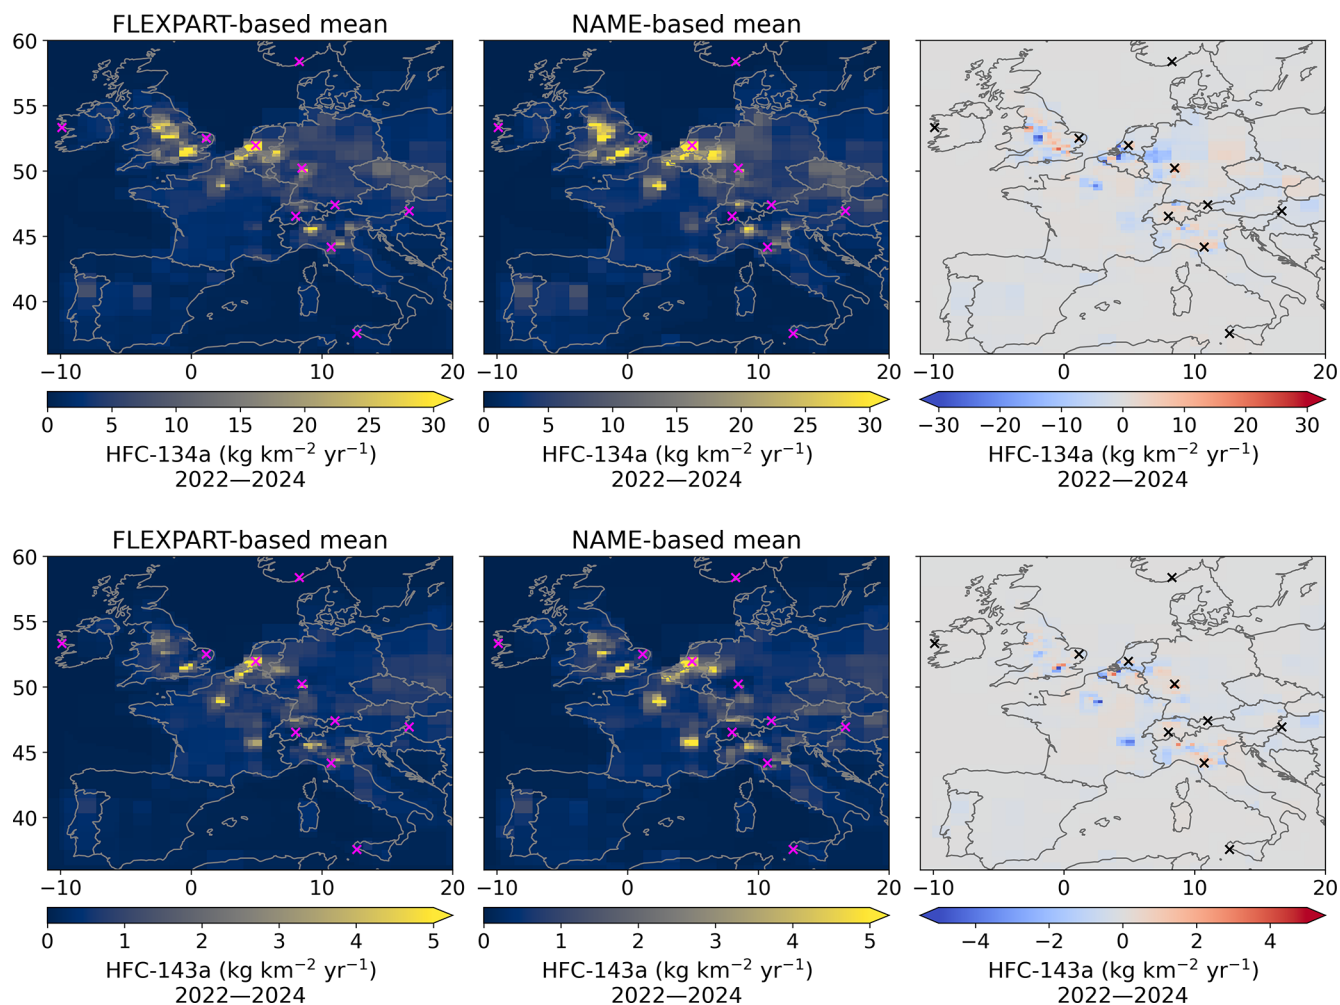 FLEXPART-based mean
NAME-based mean
60
55
50
45
40
−10 0 10 20
−10 0 10 20
−10 0 10 20
0 5 10 15 20 25 30
0 5 10 15 20 25 30
−30 −20 −10 0 10 20 30
HFC-134a (kg km⁻² yr⁻¹)
2022—2024
HFC-134a (kg km⁻² yr⁻¹)
2022—2024
HFC-134a (kg km⁻² yr⁻¹)
2022—2024
FLEXPART-based mean
NAME-based mean
60
55
50
45
40
−10 0 10 20
−10 0 10 20
−10 0 10 20
0 1 2 3 4 5
0 1 2 3 4 5
−4 −2 0 2 4
HFC-143a (kg km⁻² yr⁻¹)
2022—2024
HFC-143a (kg km⁻² yr⁻¹)
2022—2024
HFC-143a (kg km⁻² yr⁻¹)
2022—2024